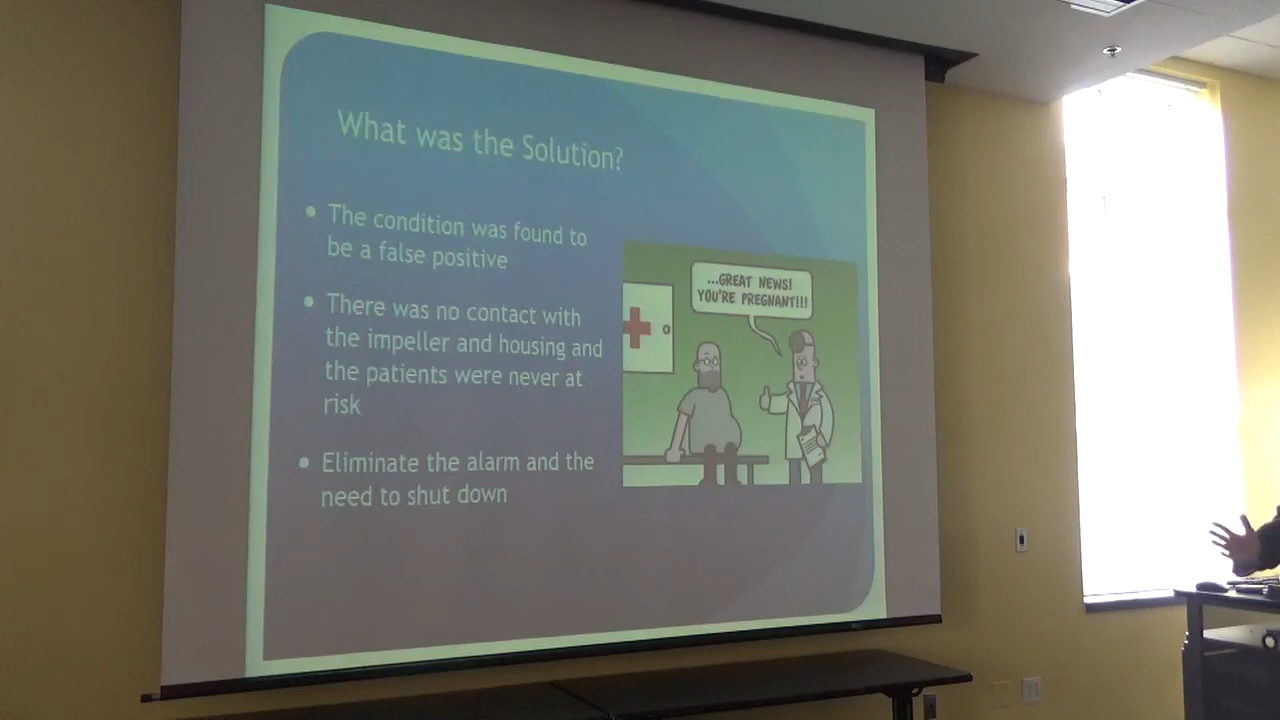 What was the Solution?
• The condition was found to
be a false positive
• There was no contact with
the impeller and housing and
the patients were never at
risk
• Eliminate the alarm and the
need to shut down
...GREAT NEWS!
YOU'RE PREGNANT!!!